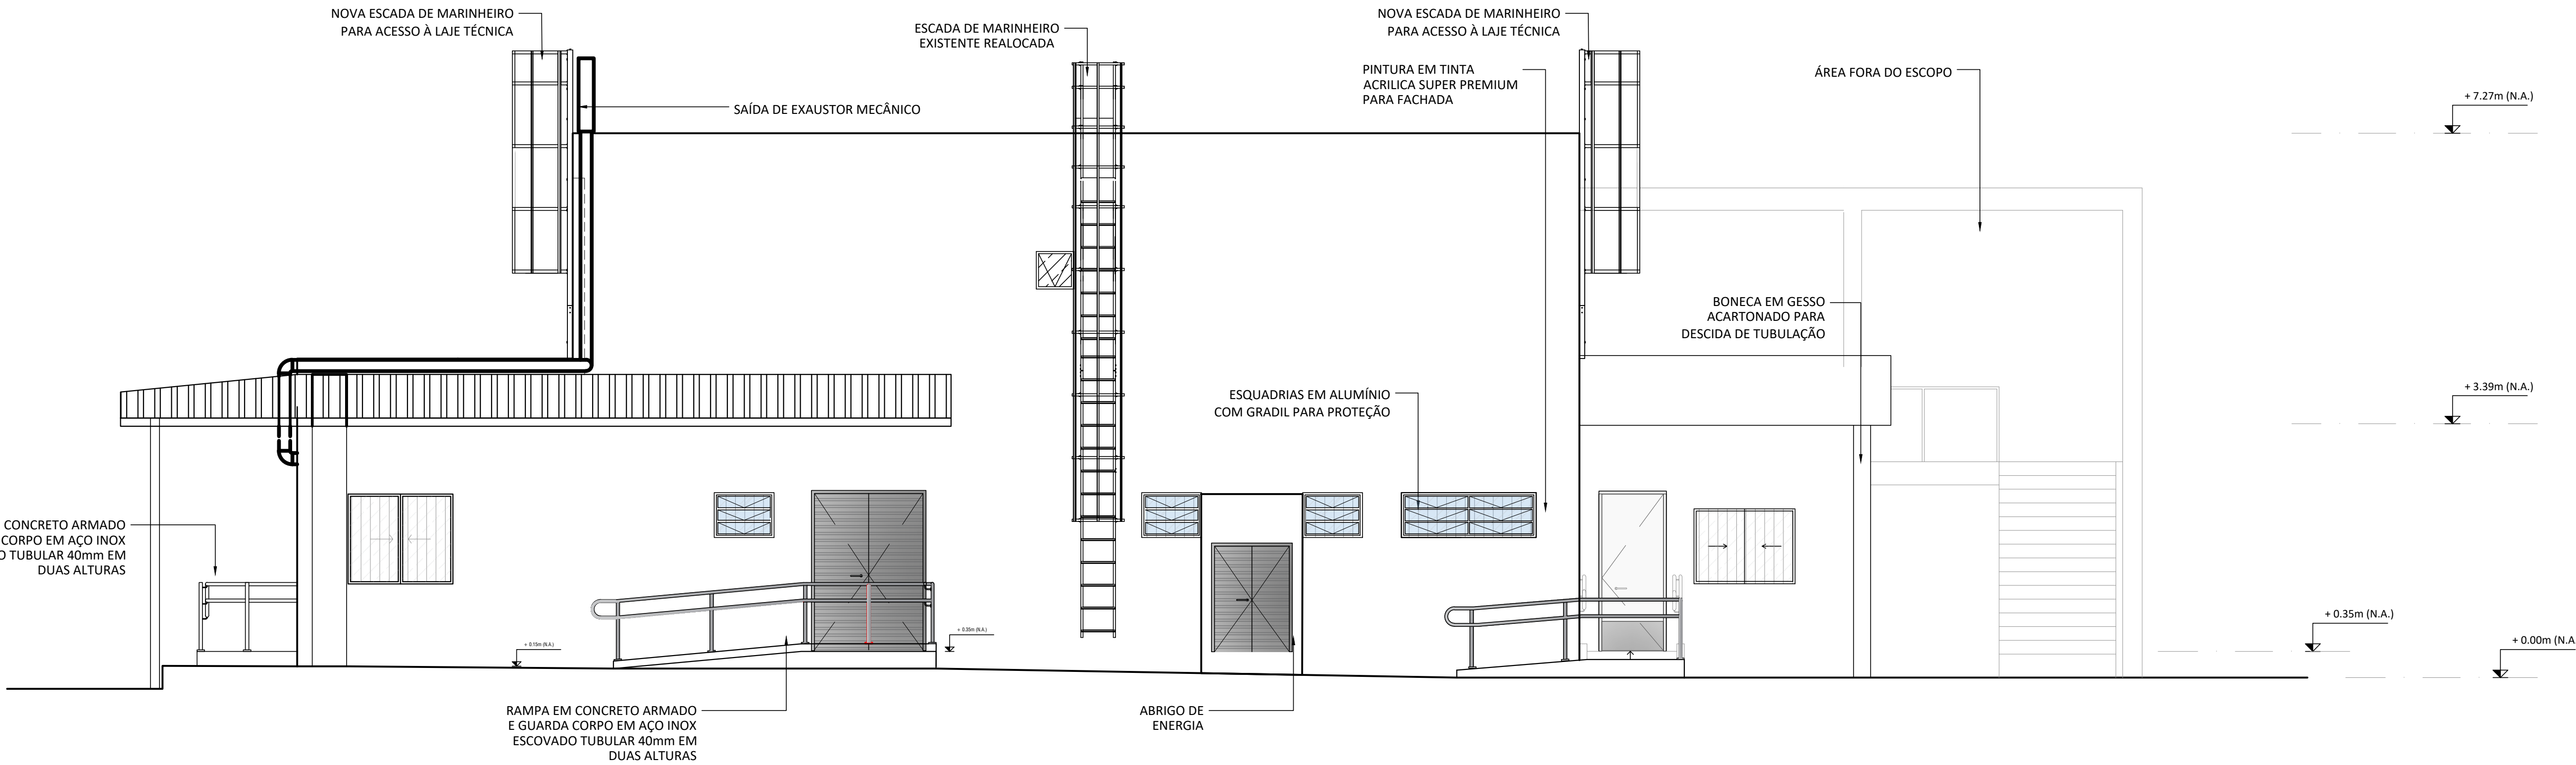 NOVA ESCADA DE MARINHEIRO
PARA ACESSO À LAJE TÉCNICA
ESCADA DE MARINHEIRO
EXISTENTE REALOCADA
NOVA ESCADA DE MARINHEIRO
PARA ACESSO À LAJE TÉCNICA
PINTURA EM TINTA
ACRILICA SUPER PREMIUM
PARA FACHADA
ÁREA FORA DO ESCOPO
SAÍDA DE EXAUSTOR MECÂNICO
+ 7.27m (N.A.)
BONECA EM GESSO
ACARTONADO PARA
DESCIDA DE TUBULAÇÃO
ESQUADRIAS EM ALUMÍNIO
COM GRADIL PARA PROTEÇÃO
+ 3.39m (N.A.)
CONCRETO ARMADO
CORPO EM AÇO INOX
O TUBULAR 40mm EM
DUAS ALTURAS
+ 0.15m (N.A.)
+ 0.35m (N.A.)
+ 0.35m (N.A.)
+ 0.00m (N.A
RAMPA EM CONCRETO ARMADO
E GUARDA CORPO EM AÇO INOX
ESCOVADO TUBULAR 40mm EM
DUAS ALTURAS
ABRIGO DE
ENERGIA